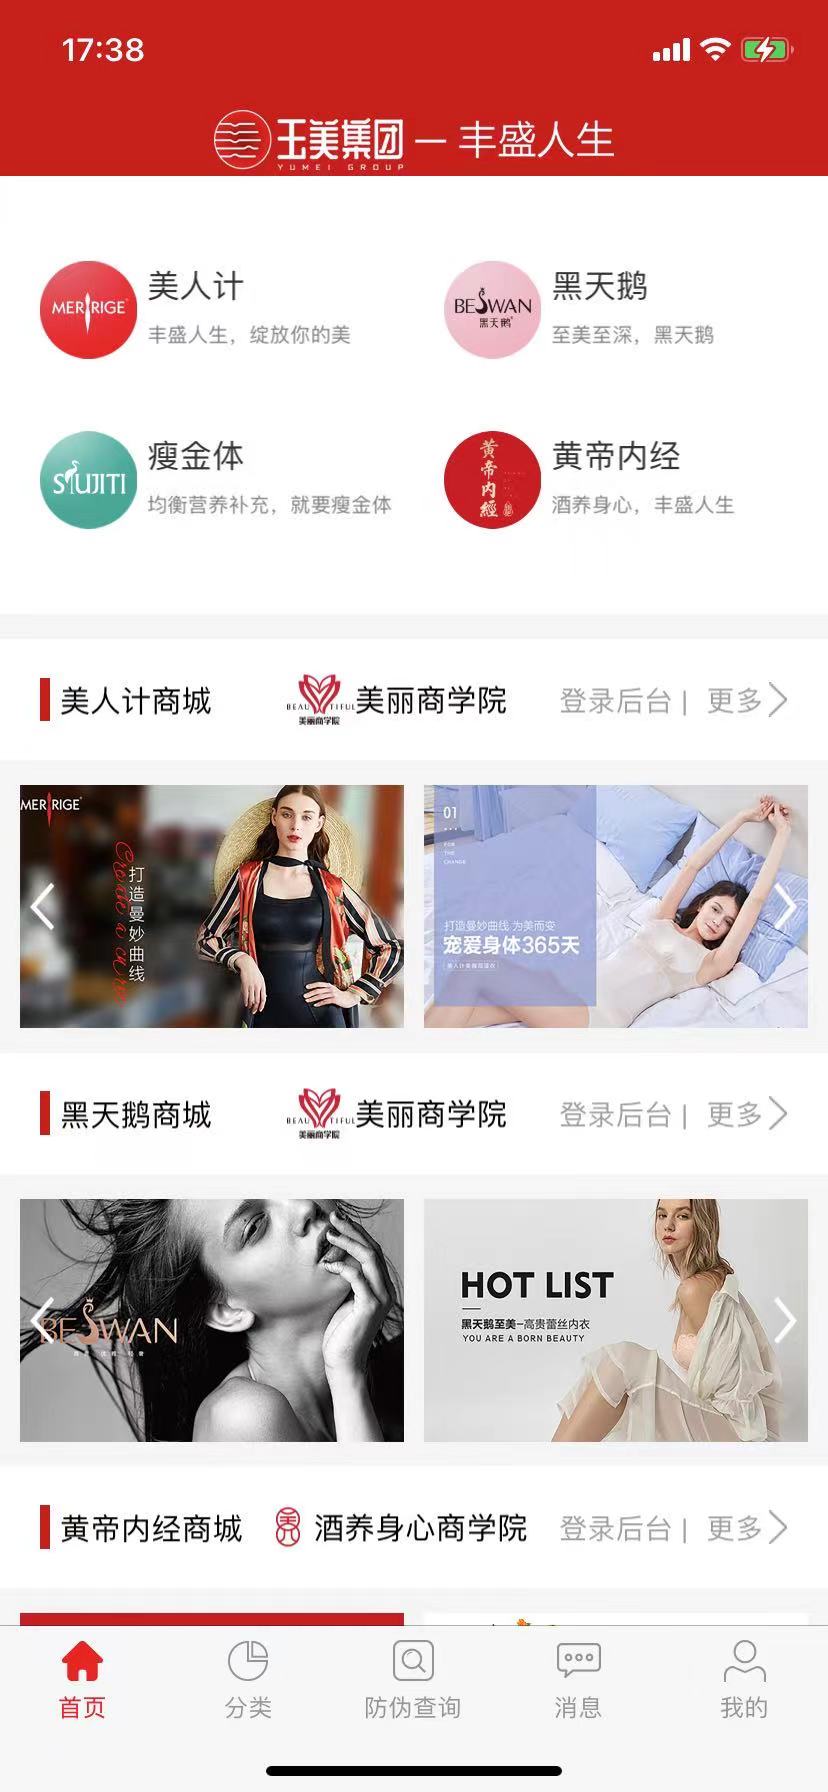 17:38
玉美集团 — 丰盛人生
YUMEI GROUP
MERRIGE
美人计
丰盛人生，绽放你的美
BESWAN
黑天鹅
黑天鹅
至美至深，黑天鹅
SHUJITI
瘦金体
均衡营养补充，就要瘦金体
黄帝内經
黄帝内经
酒养身心，丰盛人生
美人计商城
BEAUTIFUL
美丽商学院
美丽商学院
登录后台 | 更多
MERRIGE
打造曼妙曲线
01
FOR
THE
CHANGE
打造曼妙曲线 为美而变
宠爱身体365天
黑天鹅商城
BEAUTIFUL
美丽商学院
美丽商学院
登录后台 | 更多
BESWAN
HOT LIST
黑天鹅至美-高贵蕾丝内衣
YOU ARE A BORN BEAUTY
黄帝内经商城
酒养身心商学院
登录后台 | 更多
首页
分类
防伪查询
消息
我的